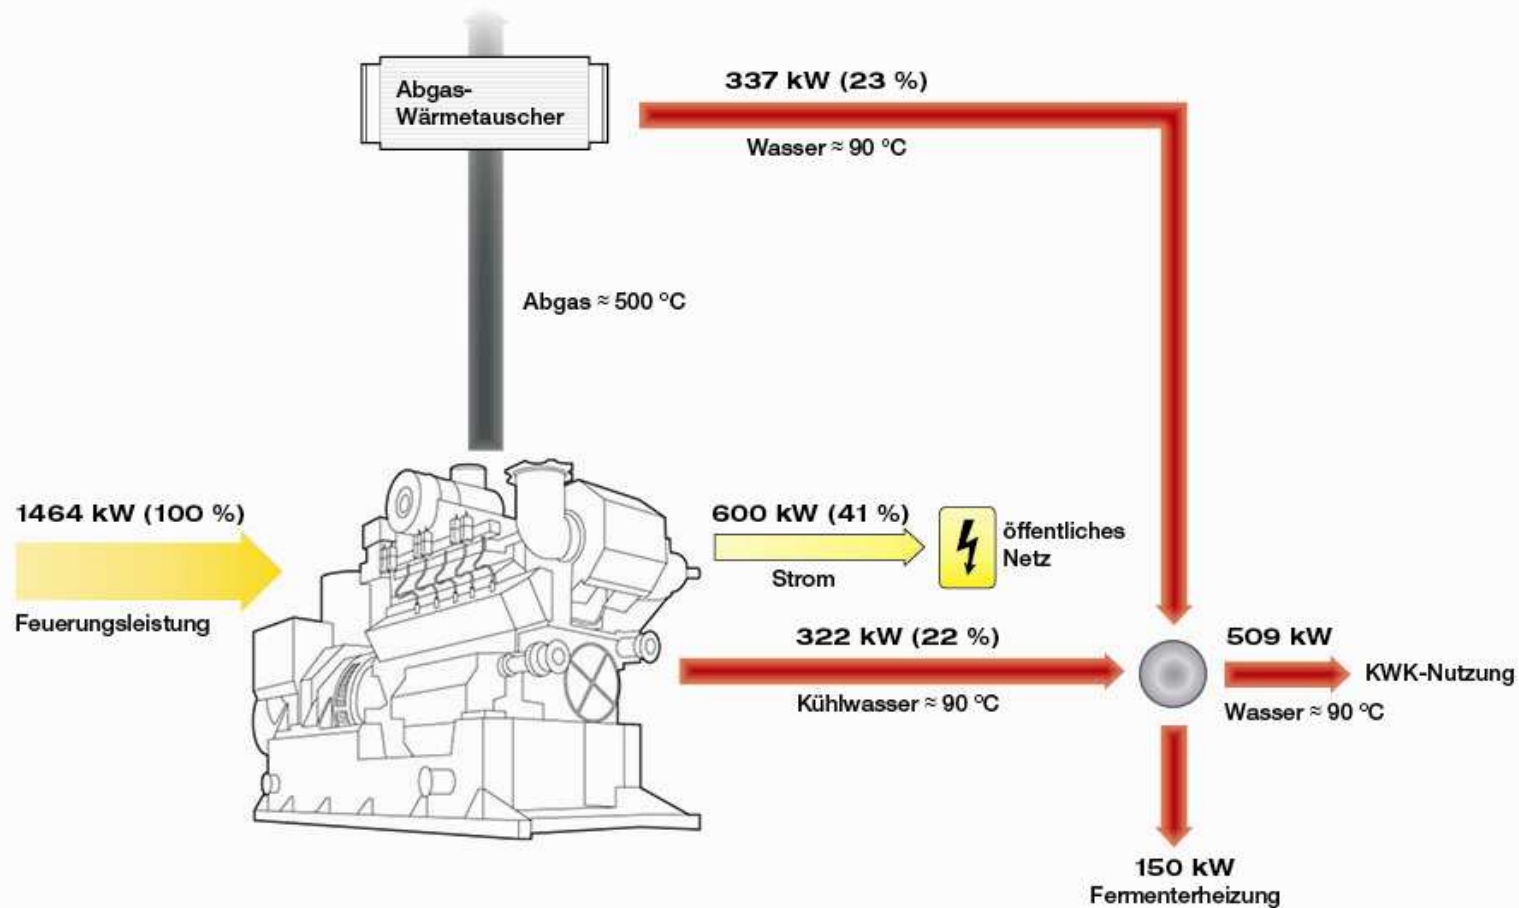 Abgas-
Wärmetauscher
337 kW (23 %)
Wasser ≈ 90 °C
Abgas ≈ 500 °C
1464 kW (100 %)
Feuerungsleistung
600 kW (41 %)
Strom
öffentliches
Netz
322 kW (22 %)
Kühlwasser ≈ 90 °C
509 kW
KWK-Nutzung
Wasser ≈ 90 °C
150 kW
Fermenterheizung